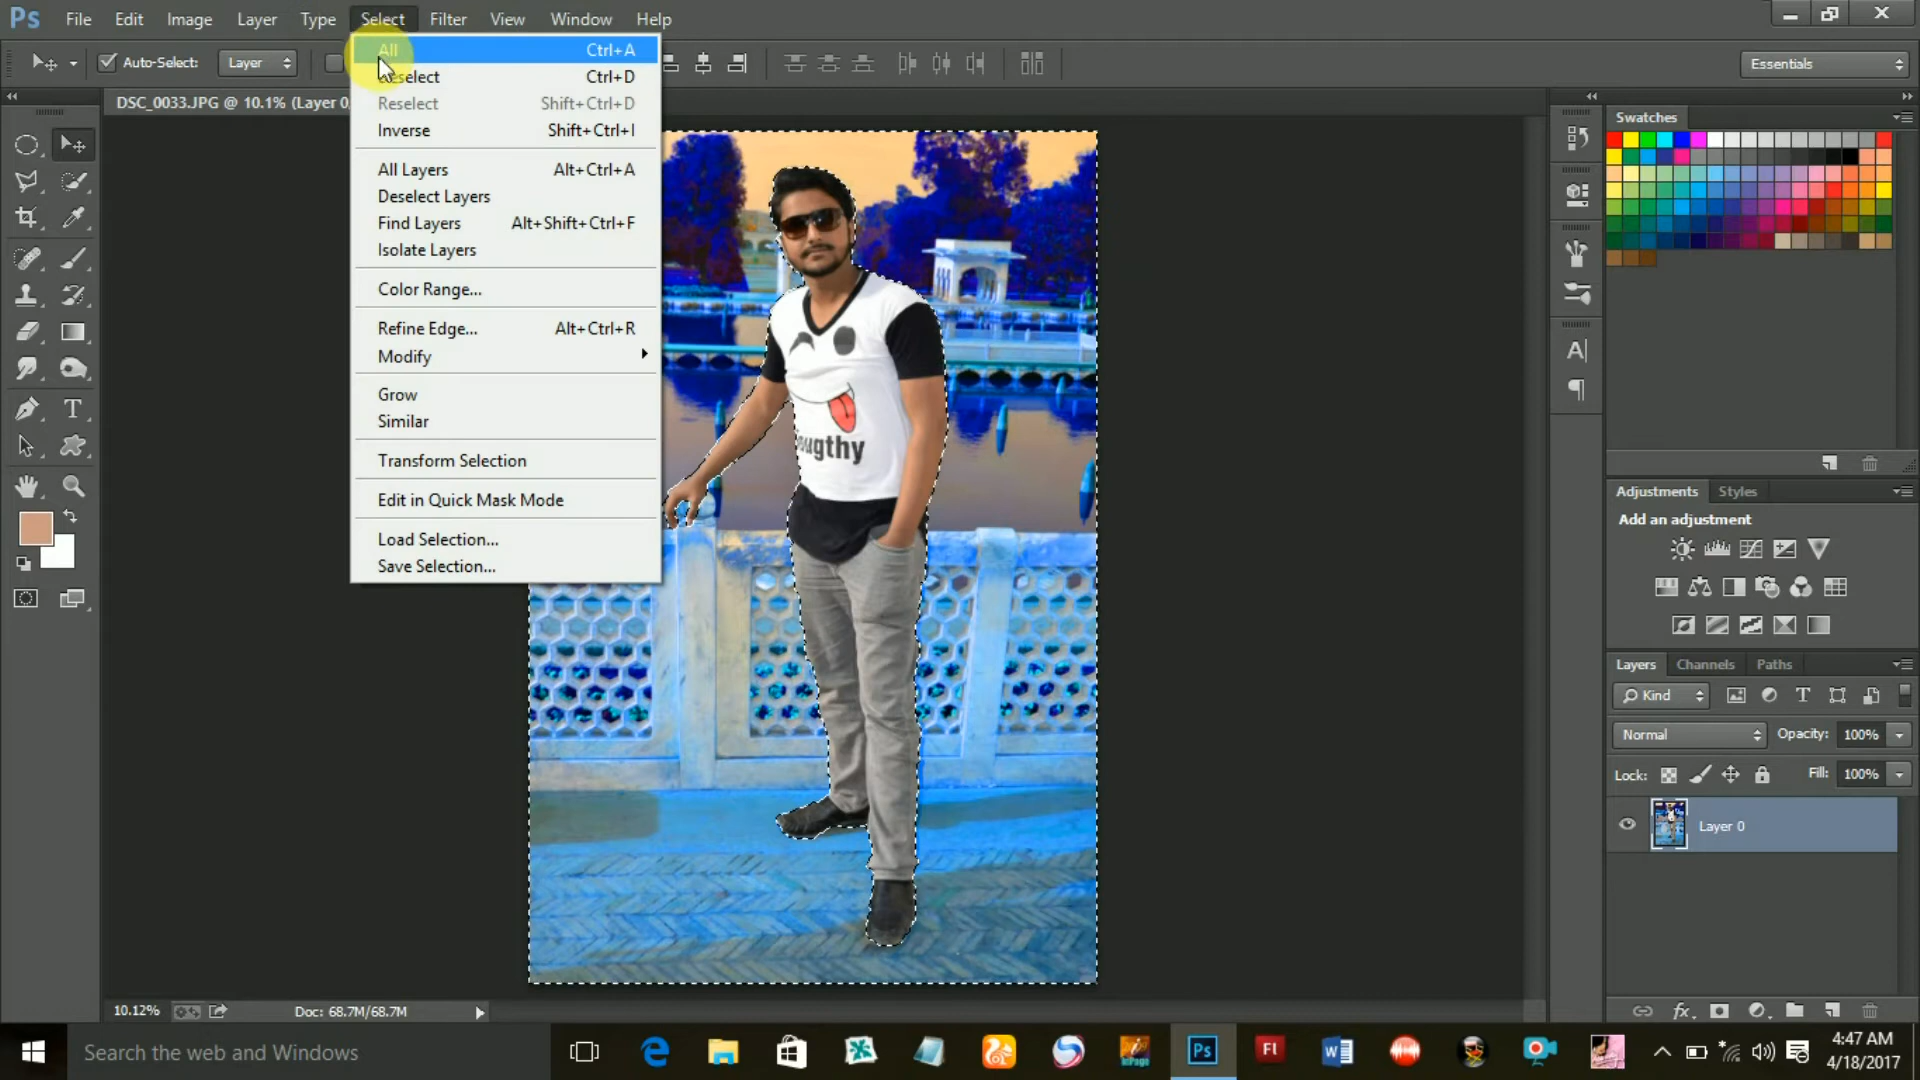 Ps File Edit Image Layer Type Select Filter View Window Help
Auto-Select: Layer Essentials
DSC_0033.JPG @ 10.1% (Layer 0
All Ctrl+A
Deselect Ctrl+D
Reselect Shift+Ctrl+D
Inverse Shift+Ctrl+I
All Layers Alt+Ctrl+A
Deselect Layers
Find Layers Alt+Shift+Ctrl+F
Isolate Layers
Color Range...
Refine Edge... Alt+Ctrl+R
Modify
Grow
Similar
Transform Selection
Edit in Quick Mask Mode
Load Selection...
Save Selection...
ougthy
Swatches
Adjustments Styles
Add an adjustment
Layers Channels Paths
Kind
Normal Opacity: 100%
Lock: Fill: 100%
Layer 0
10.12% Doc: 68.7M/68.7M
Search the web and Windows
Ps Fl
4:47 AM
4/18/2017